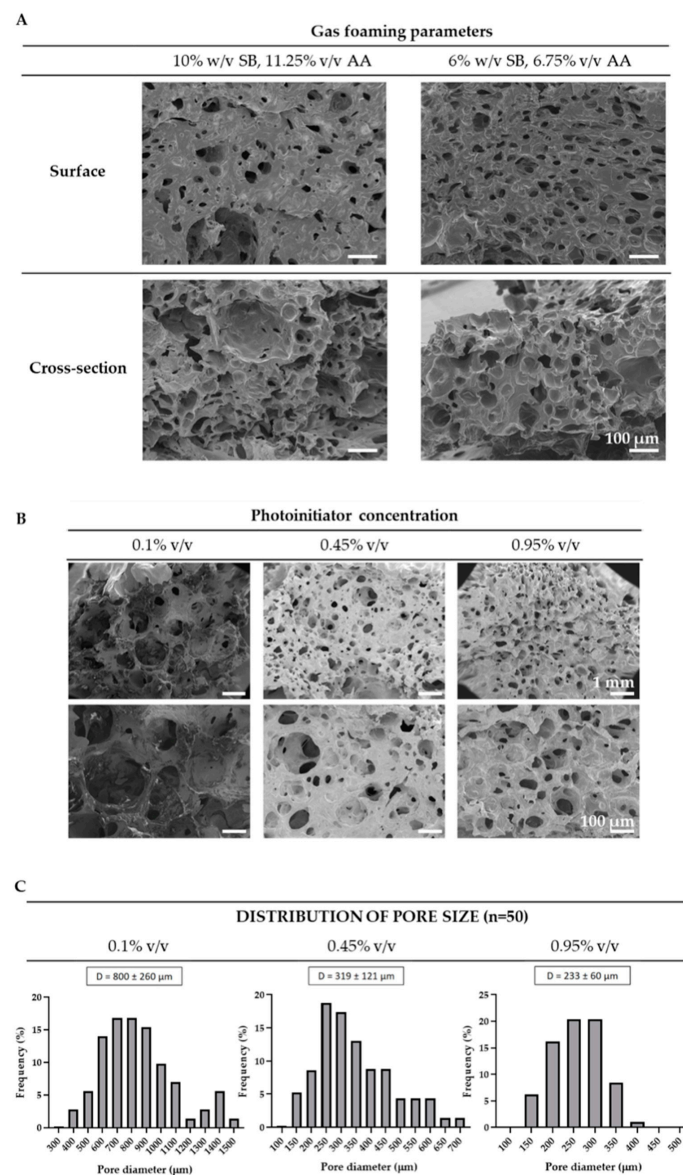 A
Gas foaming parameters
10% w/v SB, 11.25% v/v AA 6% w/v SB, 6.75% v/v AA
Surface
Cross-section
100 µm
B
Photoinitiator concentration
0.1% v/v 0.45% v/v 0.95% v/v
1 mm
100 µm
C
DISTRIBUTION OF PORE SIZE (n=50)
0.1% v/v 0.45% v/v 0.95% v/v
D = 800 ± 260 µm D = 319 ± 121 µm D = 233 ± 60 µm
Frequency (%)
20
15
10
5
0
300 400 500 600 700 800 900 1000 1100 1200 1300 1400 1500
Pore diameter (µm)
Frequency (%)
20
15
10
5
0
100 150 200 250 300 350 400 450 500 550 600 650 700
Pore diameter (µm)
Frequency (%)
25
20
15
10
5
0
100 150 200 250 300 350 400 450 500
Pore diameter (µm)